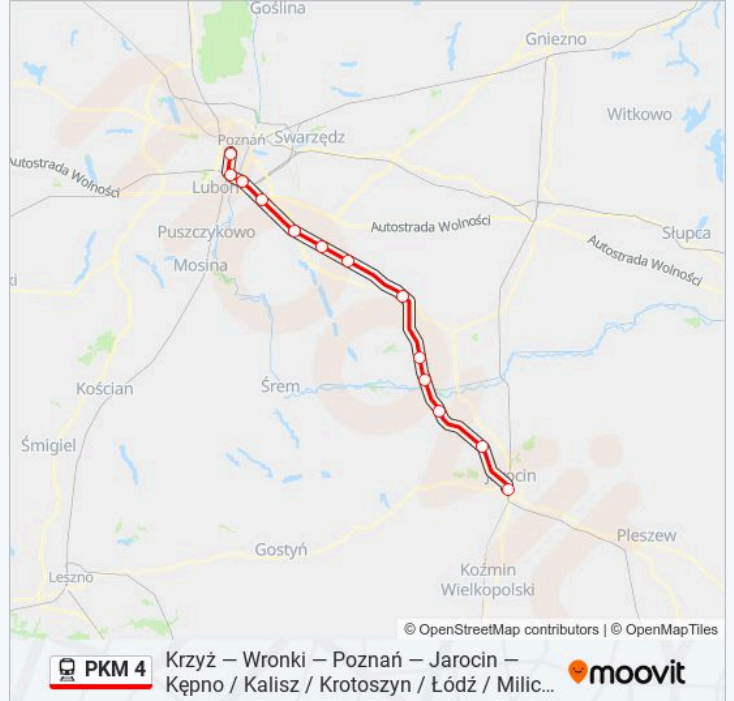 Goślina
Gniezno
Witkowo
Poznań
Swarzędz
Autostrada Wolności
Luboń
Autostrada Wolności
Słupca
Puszczykowo
Autostrada Wolności
Mosina
ki
Śrem
Kościan
Śmigiel
Jarocin
Gostyń
Pleszew
Leszno
Koźmin
Wielkopolski
© OpenStreetMap contributors | © OpenMapTiles
PKM 4
Krzyż — Wronki — Poznań — Jarocin —
Kępno / Kalisz / Krotoszyn / Łódź / Milic...
moovit